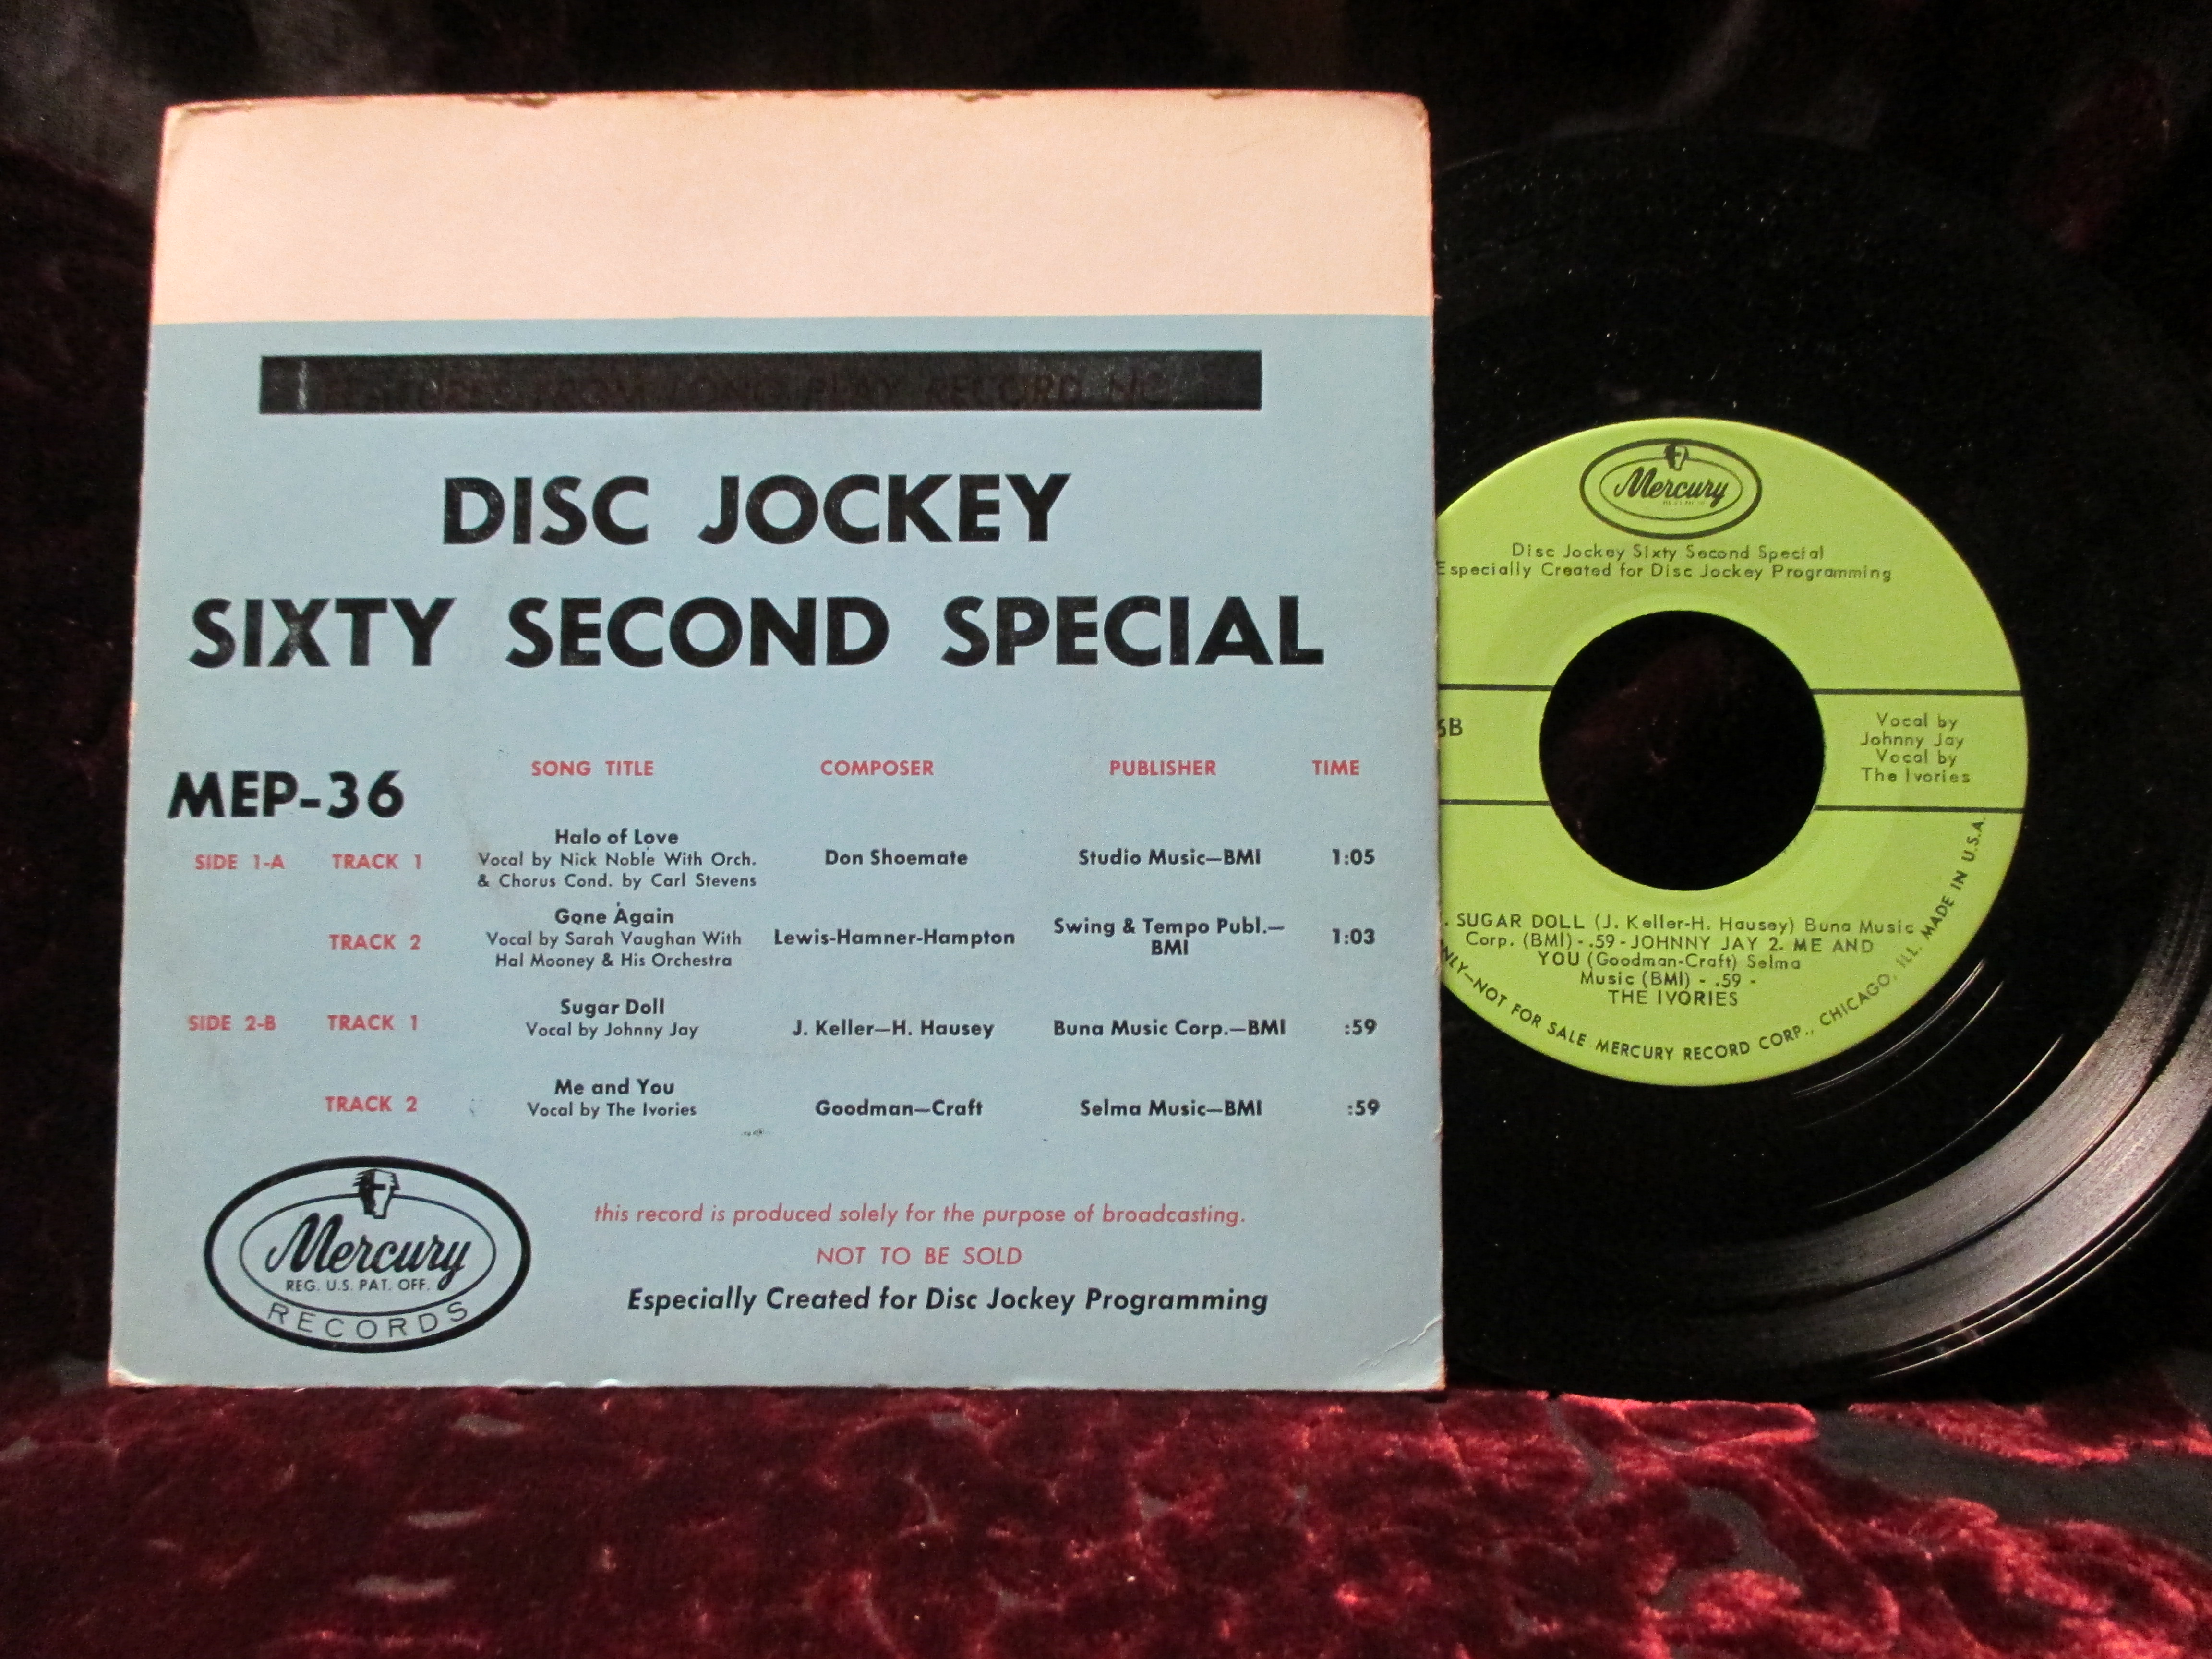 FEATURES FROM LONG PLAY RECORD NO.
DISC JOCKEY
SIXTY SECOND SPECIAL
MEP-36
SONG TITLE COMPOSER PUBLISHER TIME
SIDE 1-A TRACK 1 Halo of Love
Vocal by Nick Noble With Orch.
& Chorus Cond. by Carl Stevens
Don Shoemate Studio Music—BMI 1:05
TRACK 2 Gone Again
Vocal by Sarah Vaughan With
Hal Mooney & His Orchestra
Lewis-Hamner-Hampton Swing & Tempo Publ.—
BMI
1:03
SIDE 2-B TRACK 1 Sugar Doll
Vocal by Johnny Jay
J. Keller—H. Hausey Buna Music Corp.—BMI :59
TRACK 2 Me and You
Vocal by The Ivories
Goodman—Craft Selma Music—BMI :59
Mercury
REG. U.S. PAT. OFF.
RECORDS
this record is produced solely for the purpose of broadcasting.
NOT TO BE SOLD
Especially Created for Disc Jockey Programming
Mercury
Disc Jockey Sixty Second Special
Especially Created for Disc Jockey Programming
6B
Vocal by
Johnny Jay
Vocal by
The Ivories
. SUGAR DOLL (J. Keller-H. Hausey) Buna Music
Corp. (BMI) - .59 - JOHNNY JAY 2. ME AND
YOU (Goodman-Craft) Selma
Music (BMI) - .59 -
THE IVORIES
NLY—NOT FOR SALE MERCURY RECORD CORP., CHICAGO, ILL. MADE IN U.S.A.